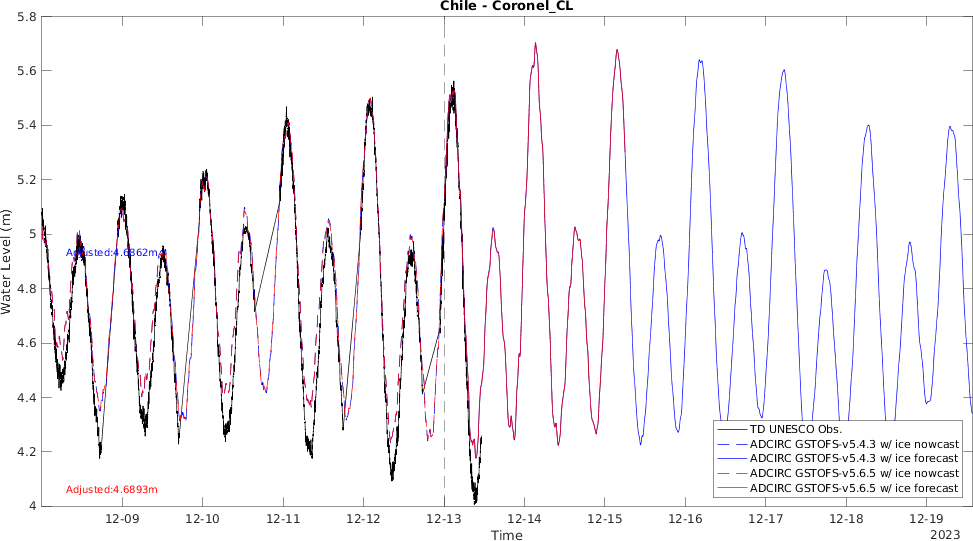 Chile - Coronel_CL
5.8
5.6
5.4
5.2
5
4.8
4.6
4.4
4.2
4
Water Level (m)
Adjusted:4.6862m
Adjusted:4.6893m
TD UNESCO Obs.
ADCIRC GSTOFS-v5.4.3 w/ ice nowcast
ADCIRC GSTOFS-v5.4.3 w/ ice forecast
ADCIRC GSTOFS-v5.6.5 w/ ice nowcast
ADCIRC GSTOFS-v5.6.5 w/ ice forecast
12-09 12-10 12-11 12-12 12-13 12-14 12-15 12-16 12-17 12-18 12-19
Time
2023